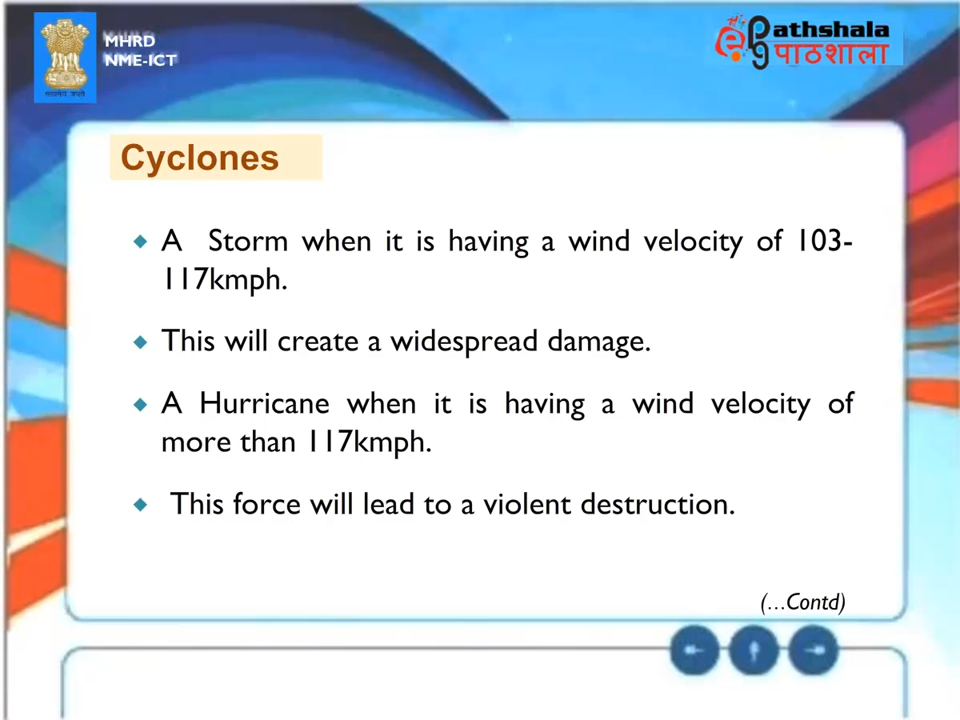 MHRD
NME-ICT
epg athshala
पाठशाला
Cyclones
A Storm when it is having a wind velocity of 103-
117kmph.
This will create a widespread damage.
A Hurricane when it is having a wind velocity of
more than 117kmph.
This force will lead to a violent destruction.
(...Contd)